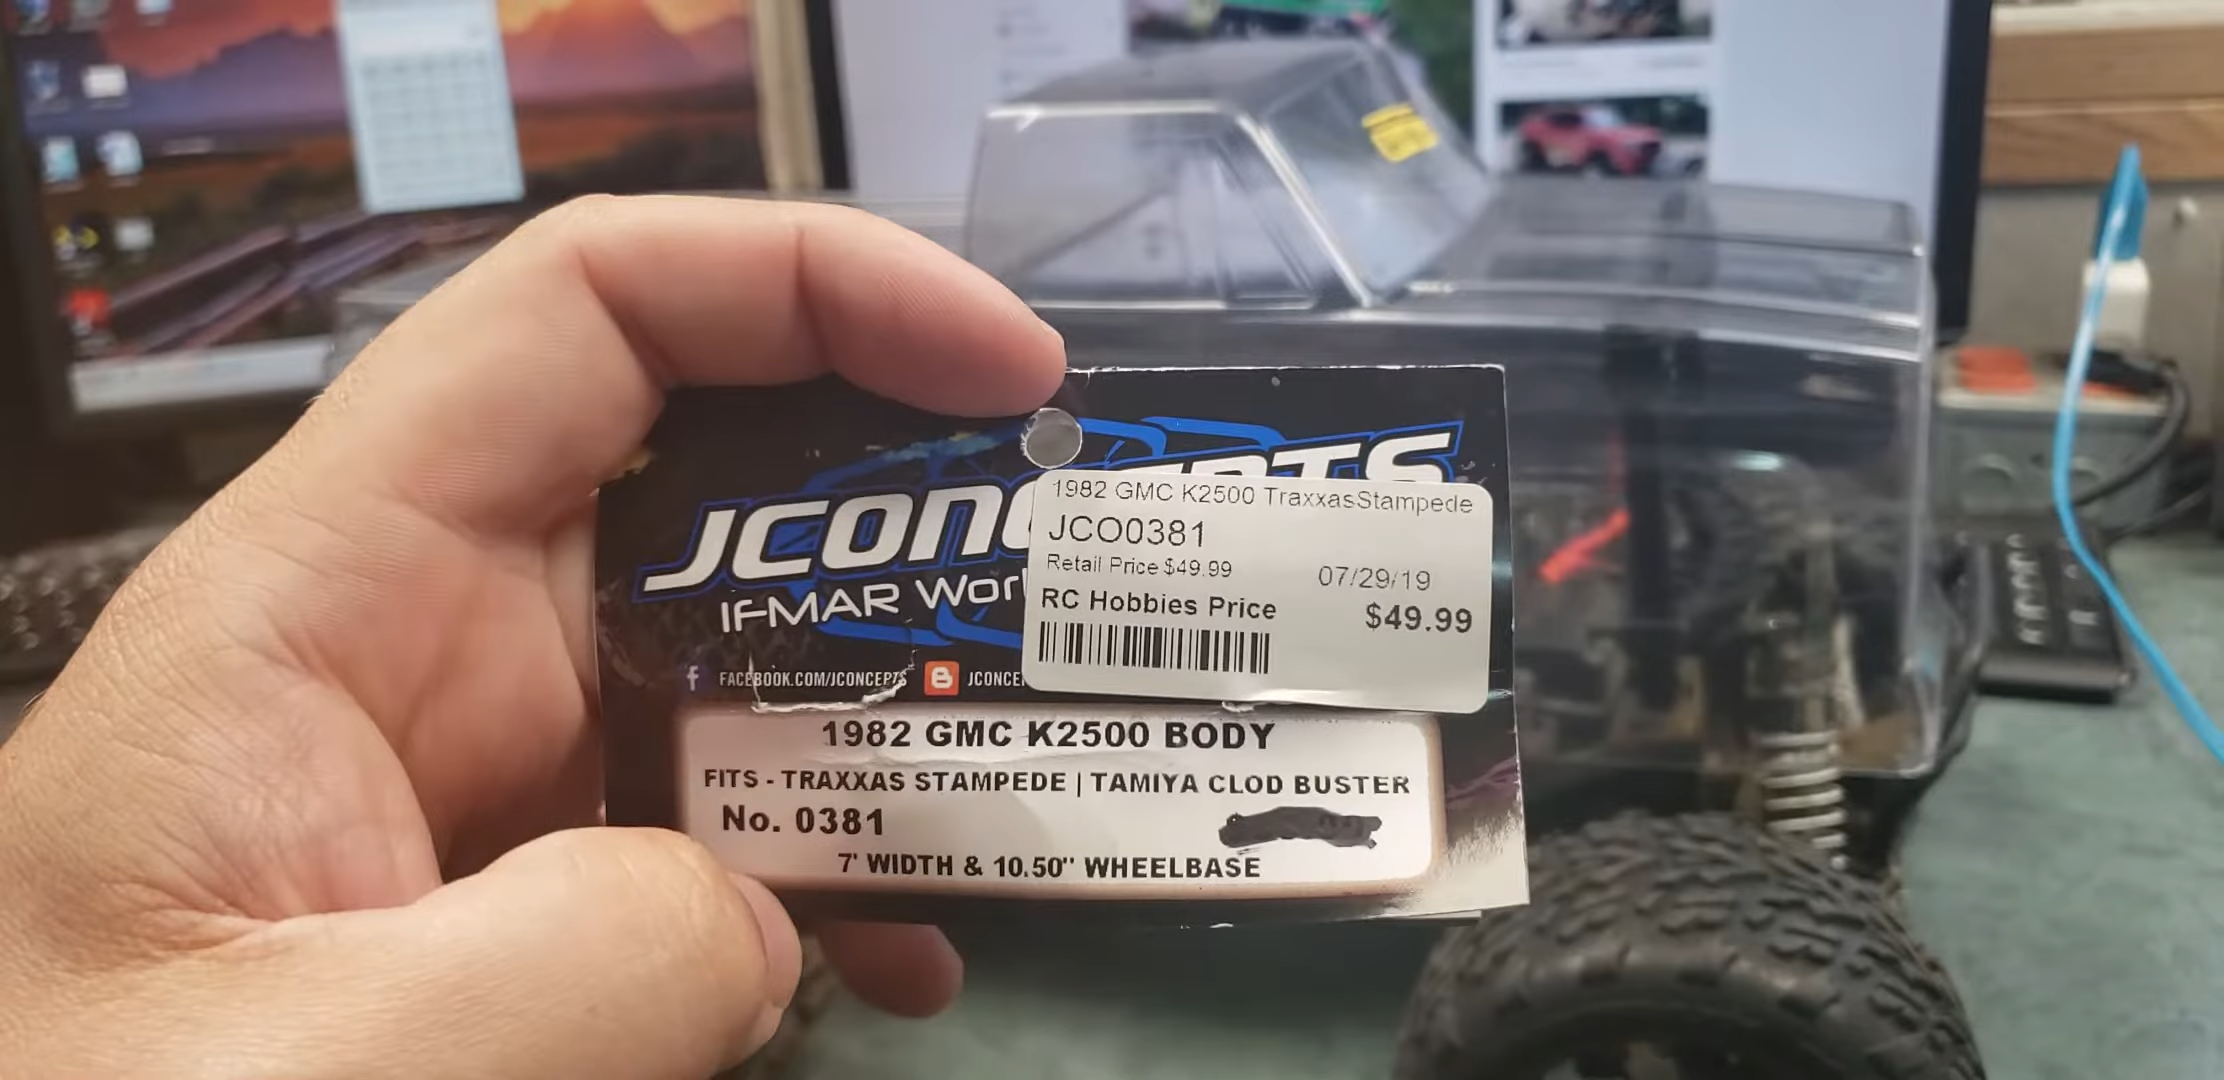 JCON EPTS
IFMAR Worl
1982 GMC K2500 TraxxasStampede
JCO0381
Retail Price $49.99
07/29/19
RC Hobbies Price
$49.99
FACEBOOK.COM/JCONCEPTS
JCONCE
1982 GMC K2500 BODY
FITS - TRAXXAS STAMPEDE | TAMIYA CLOD BUSTER
No. 0381
7' WIDTH & 10.50" WHEELBASE